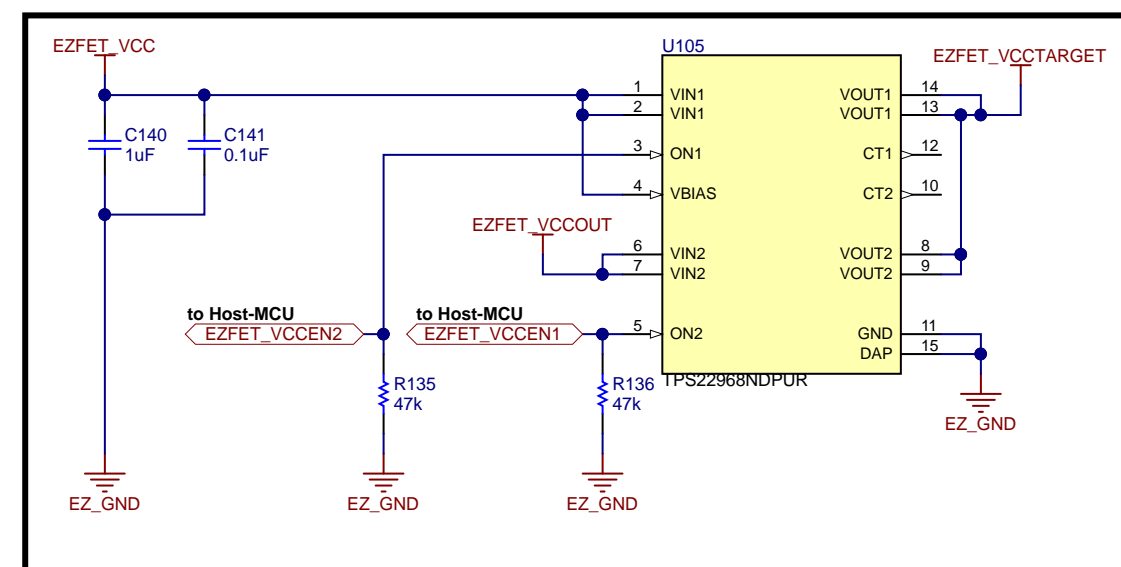 EZFET_VCC
U105
EZFET_VCCTARGET
1 VIN1 VOUT1 14
2 VIN1 VOUT1 13
C140
1uF
C141
0.1uF
3 ON1 CT1 12
4 VBIAS CT2 10
EZFET_VCCOUT
6 VIN2 VOUT2 8
7 VIN2 VOUT2 9
to Host-MCU
EZFET_VCCEN2
to Host-MCU
EZFET_VCCEN1
5 ON2 GND 11
DAP 15
TPS22968NDPUR
R135
47k
R136
47k
EZ_GND
EZ_GND
EZ_GND
EZ_GND